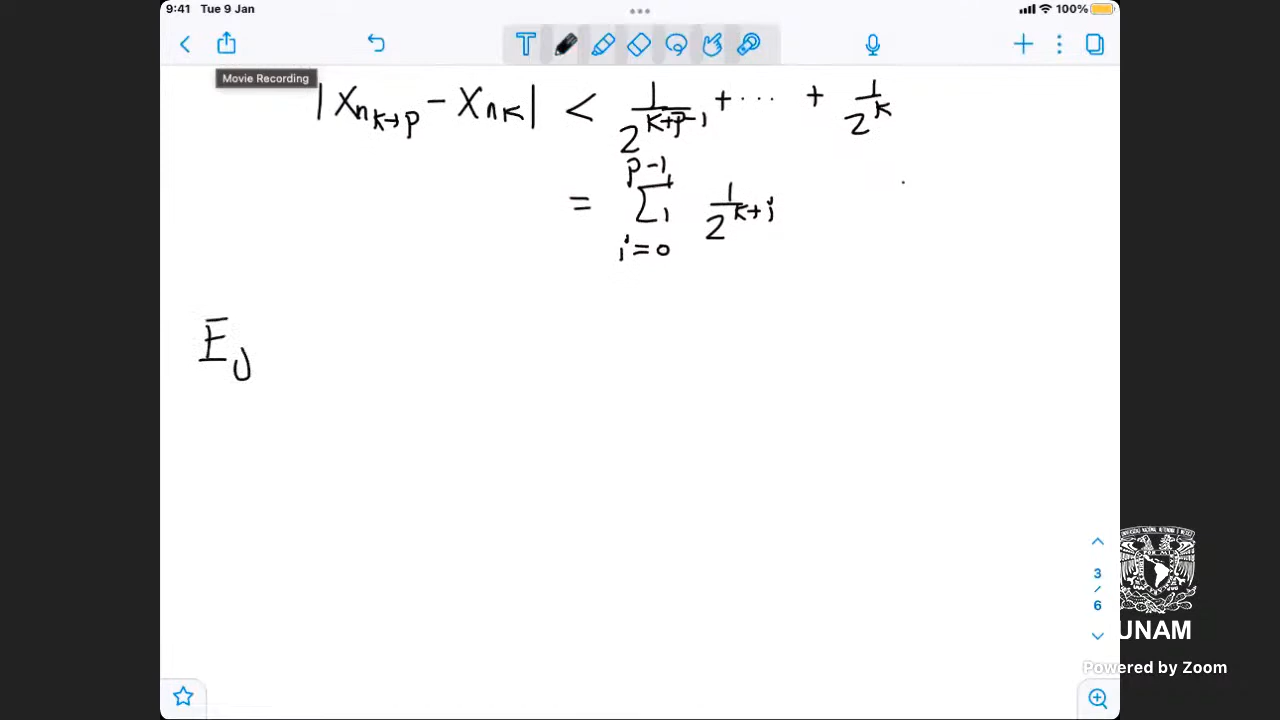 9:41 Tue 9 Jan 100%
T
Movie Recording
|x_{n_{k+p}} - x_{n_k}| < 1/2^{k+p-1} + ··· + 1/2^k
= Σ_{i=0}^{p-1} 1/2^{k+i}
E
3
6
UNAM
Powered by Zoom